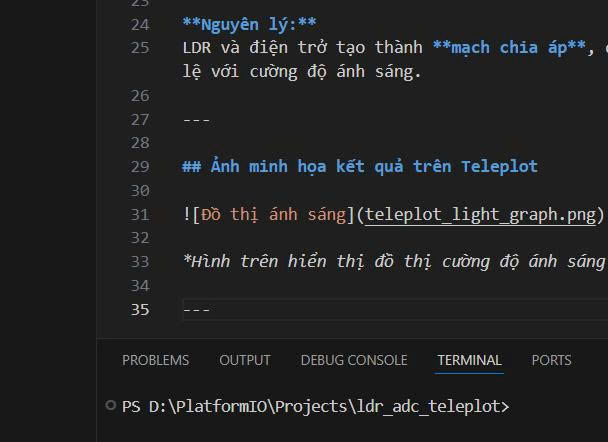 23
24 **Nguyên lý:**
25 LDR và điện trở tạo thành **mạch chia áp**,
lệ với cường độ ánh sáng.
26
27 ---
28
29 ## Ảnh minh họa kết quả trên Teleplot
30
31 ![Đồ thị ánh sáng](teleplot_light_graph.png)
32
33 *Hình trên hiển thị đồ thị cường độ ánh sáng
34
35 ---
PROBLEMS OUTPUT DEBUG CONSOLE TERMINAL PORTS
PS D:\PlatformIO\Projects\ldr_adc_teleplot>